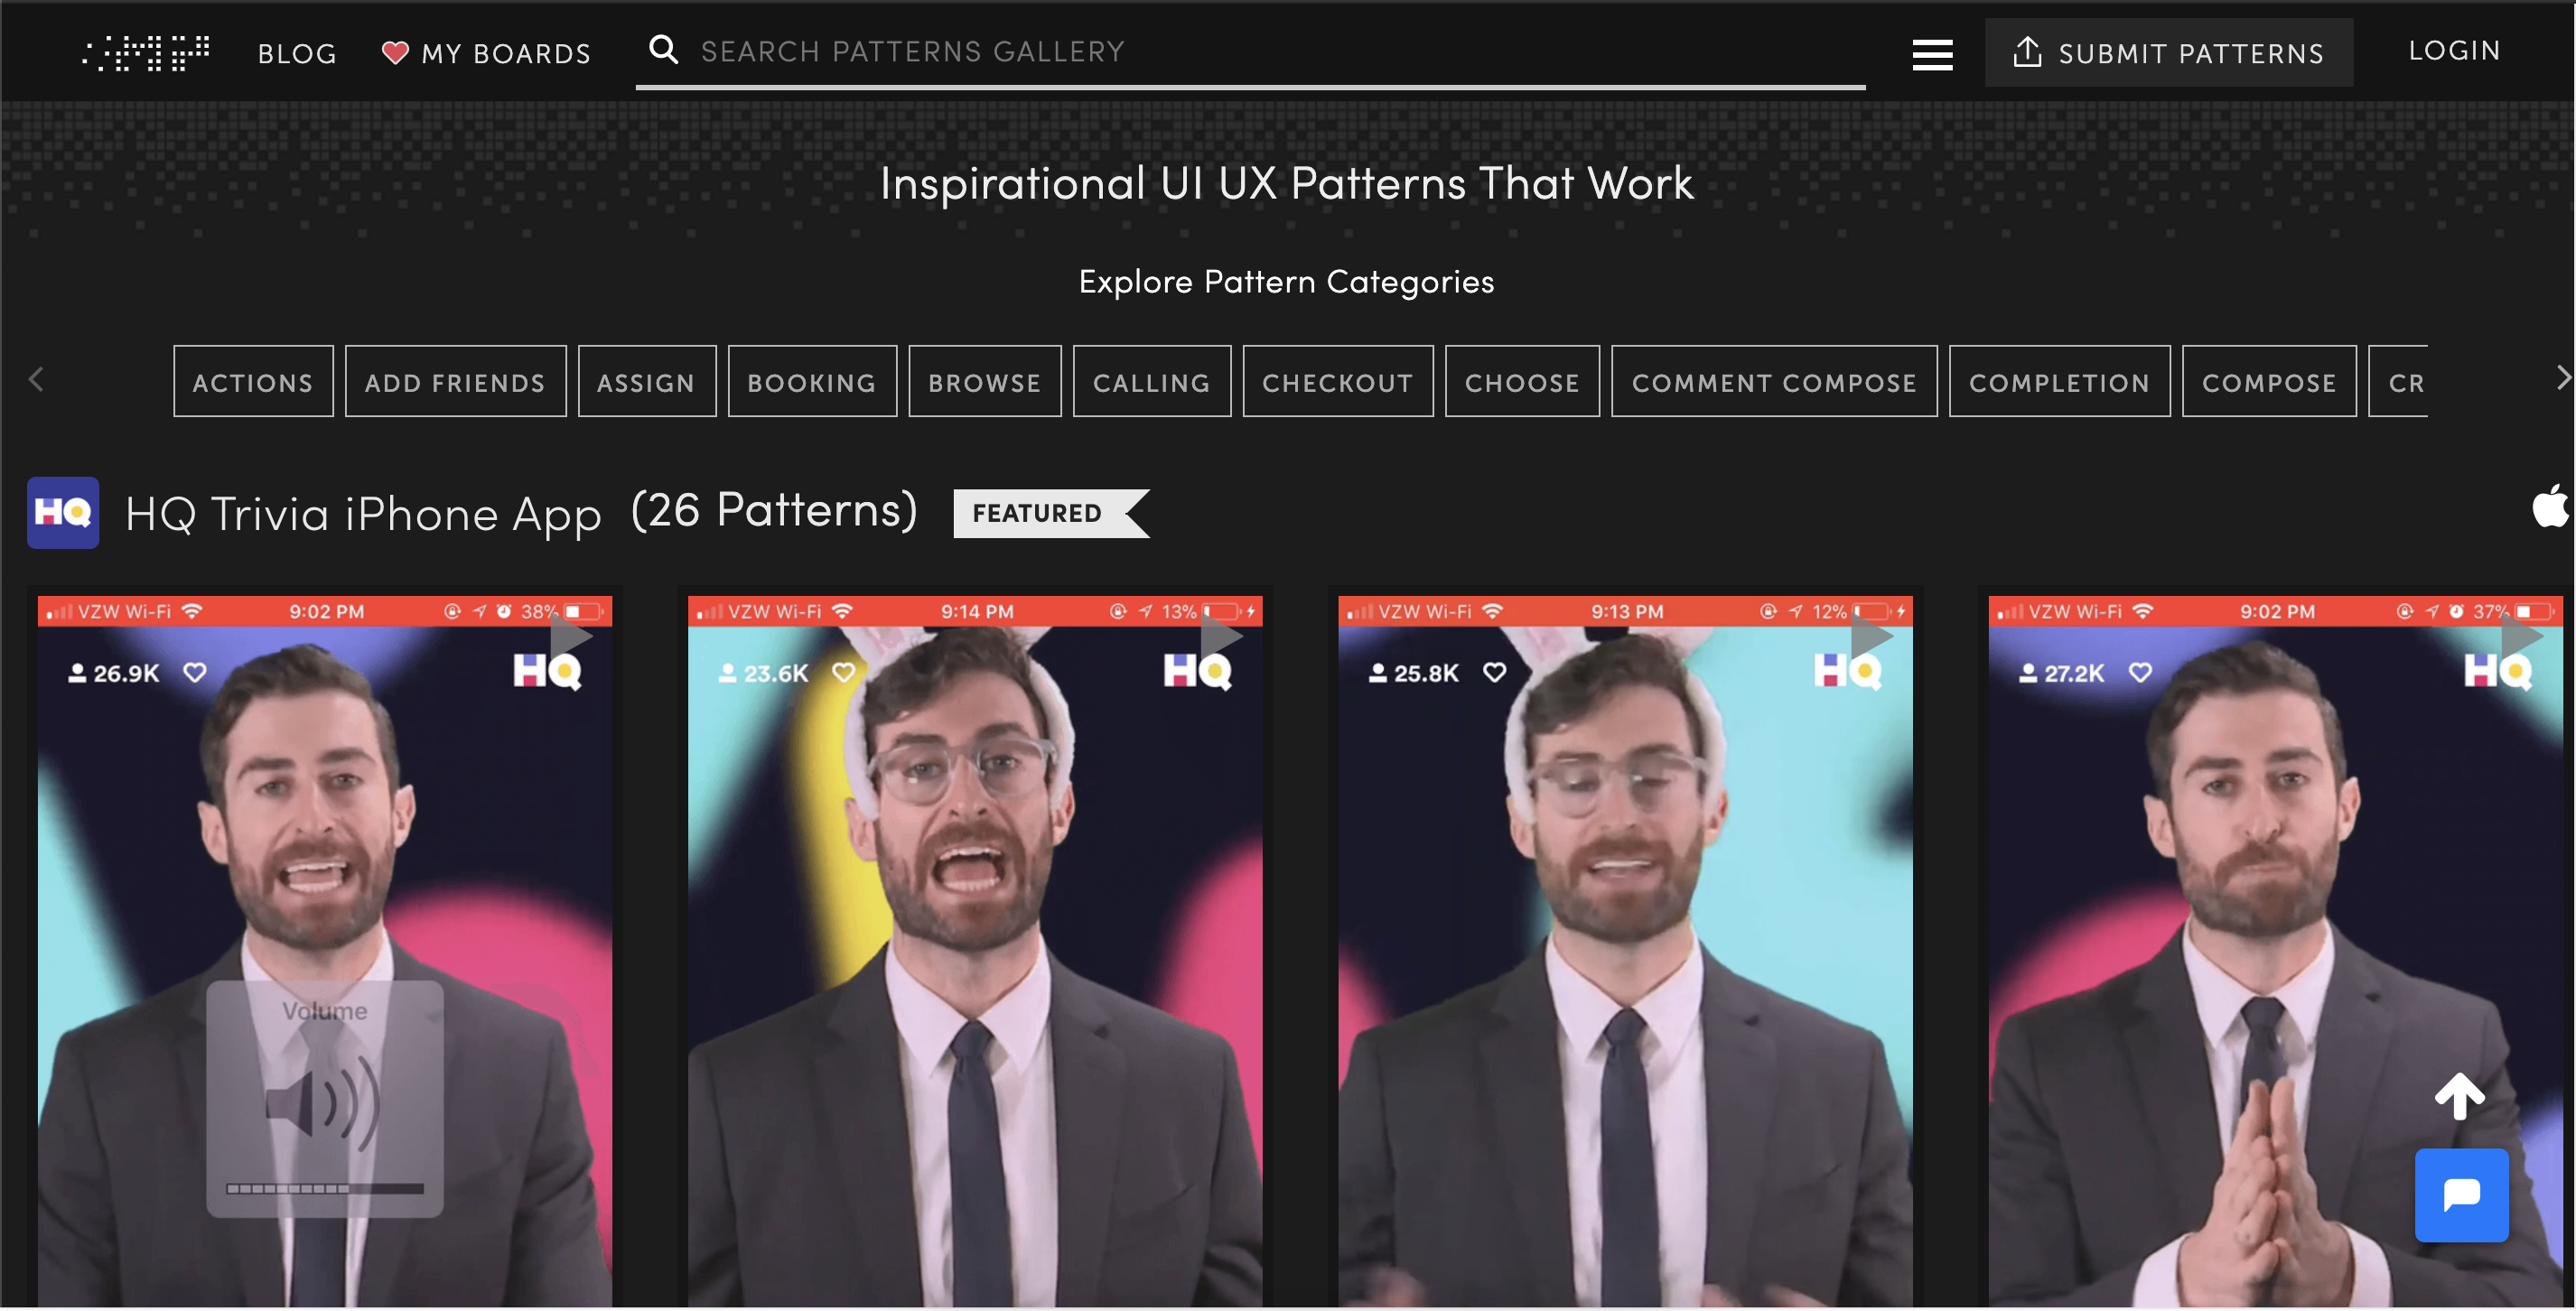 BLOG
MY BOARDS
SEARCH PATTERNS GALLERY
SUBMIT PATTERNS
LOGIN
Inspirational UI UX Patterns That Work
Explore Pattern Categories
ACTIONS
ADD FRIENDS
ASSIGN
BOOKING
BROWSE
CALLING
CHECKOUT
CHOOSE
COMMENT COMPOSE
COMPLETION
COMPOSE
CR
HQ
HQ Trivia iPhone App (26 Patterns)
FEATURED
VZW Wi-Fi 9:02 PM 38%
26.9K
HQ
Volume
VZW Wi-Fi 9:14 PM 13%
23.6K
HQ
VZW Wi-Fi 9:13 PM 12%
25.8K
HQ
VZW Wi-Fi 9:02 PM 37%
27.2K
HQ